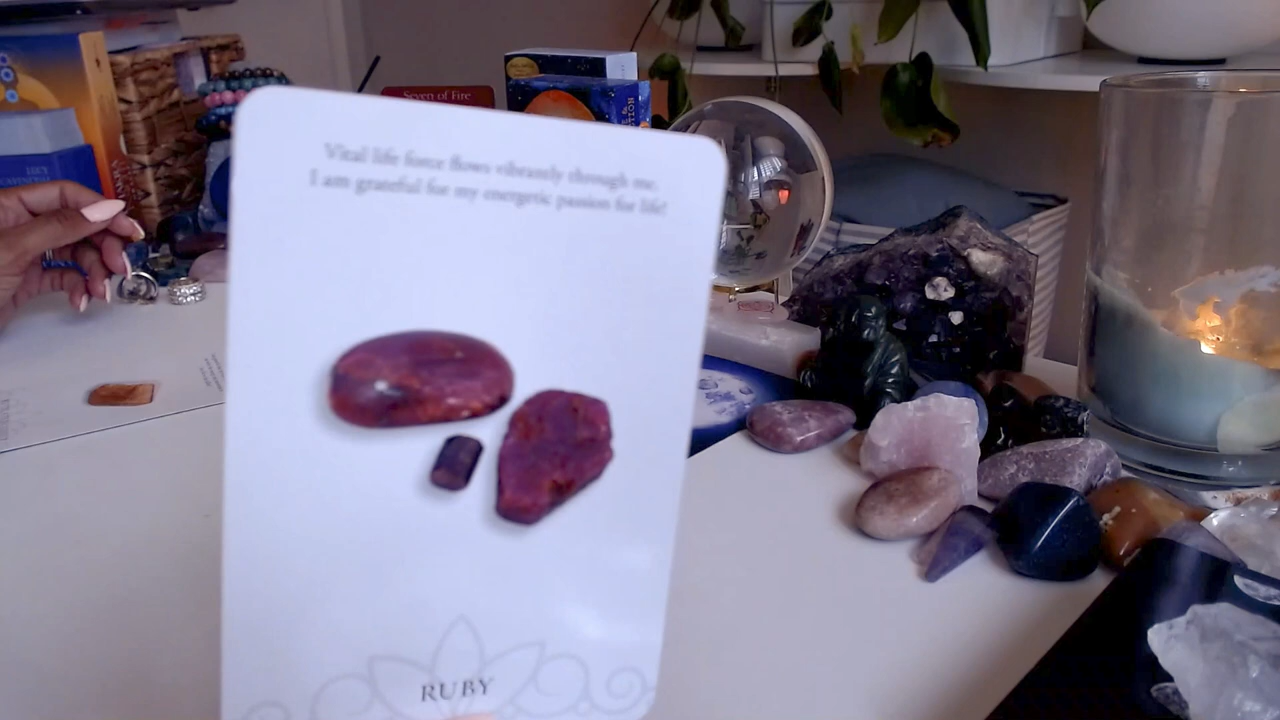 Seven of Fire
Vital life force flows vibrantly through me.
I am grateful for my energetic passion for life!
RUBY